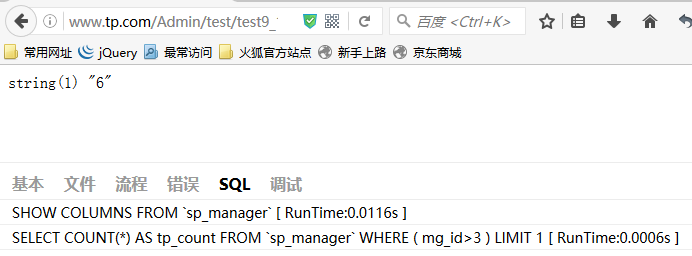 www.tp.com/Admin/test/test9_
百度 <Ctrl+K>
常用网址 jQuery 最常访问 火狐官方站点 新手上路 京东商城
string(1) "6"
基本 文件 流程 错误 SQL 调试
SHOW COLUMNS FROM `sp_manager` [ RunTime:0.0116s ]
SELECT COUNT(*) AS tp_count FROM `sp_manager` WHERE ( mg_id>3 ) LIMIT 1 [ RunTime:0.0006s ]